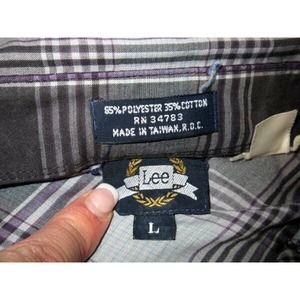 65% POLYESTER 35% COTTON
RN 34783
MADE IN TAIWAN, R.O.C.
Lee
L